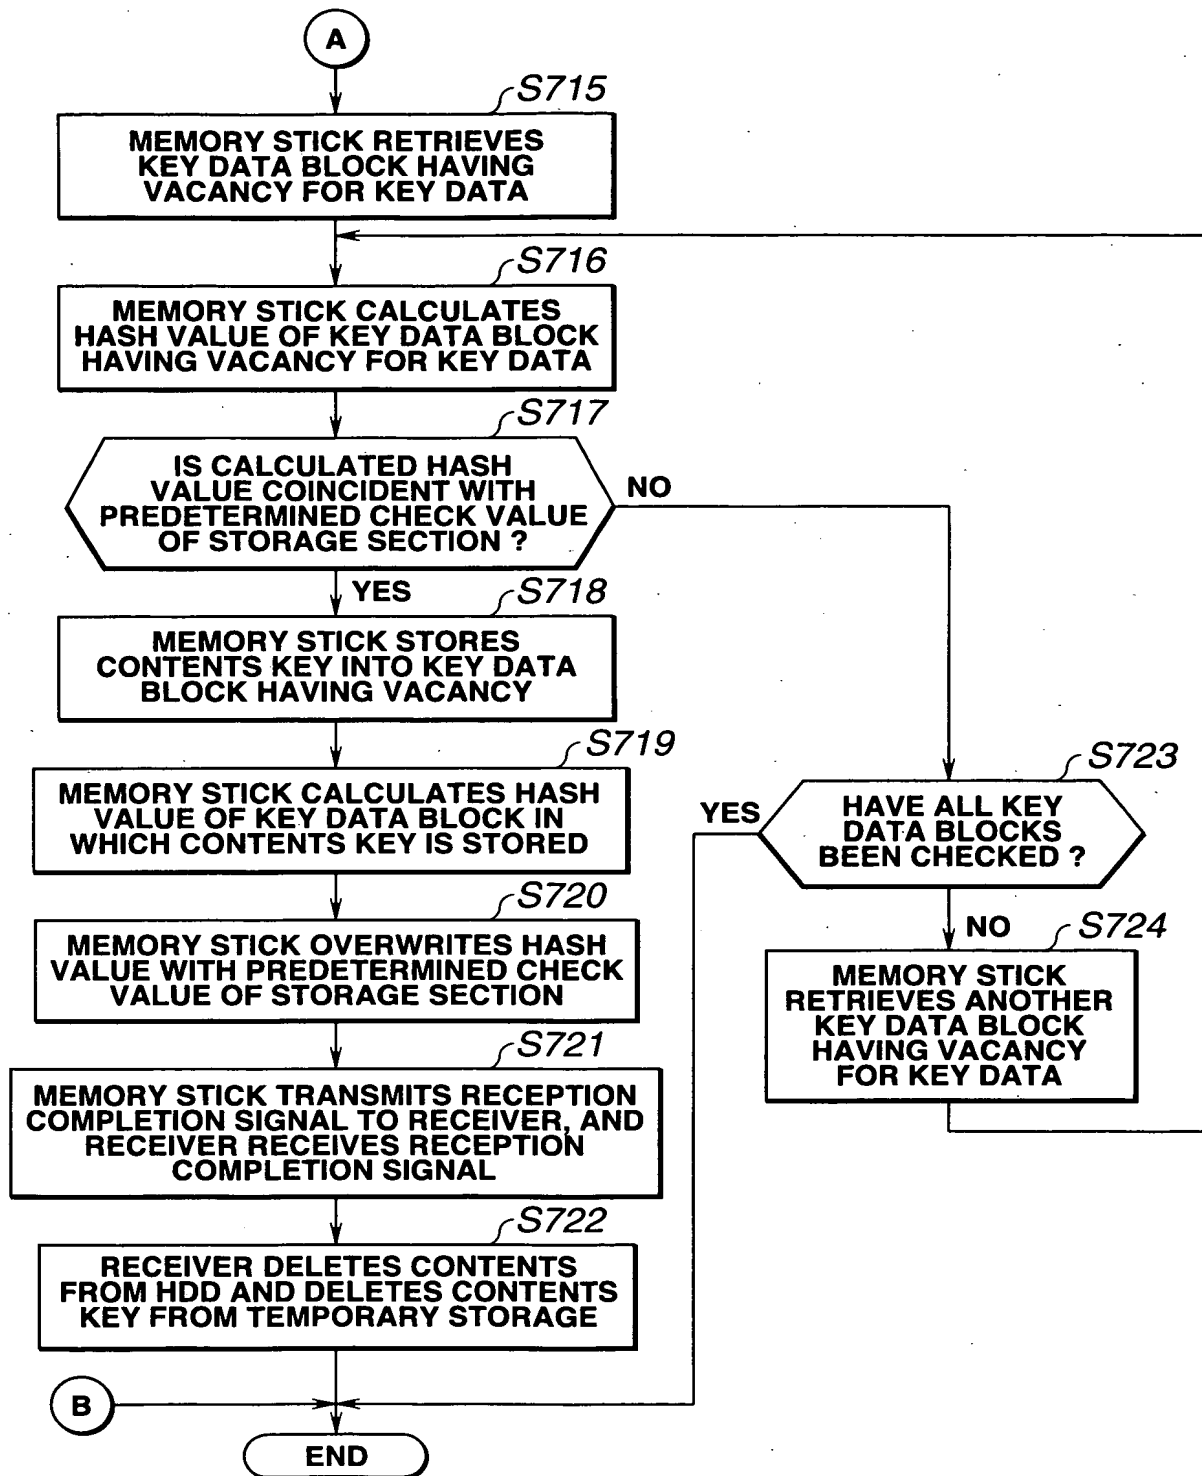 A
S715
MEMORY STICK RETRIEVES
KEY DATA BLOCK HAVING
VACANCY FOR KEY DATA
S716
MEMORY STICK CALCULATES
HASH VALUE OF KEY DATA BLOCK
HAVING VACANCY FOR KEY DATA
S717
IS CALCULATED HASH
VALUE COINCIDENT WITH
PREDETERMINED CHECK VALUE
OF STORAGE SECTION ?
NO
YES
S718
MEMORY STICK STORES
CONTENTS KEY INTO KEY DATA
BLOCK HAVING VACANCY
S719
MEMORY STICK CALCULATES HASH
VALUE OF KEY DATA BLOCK IN
WHICH CONTENTS KEY IS STORED
S723
YES
HAVE ALL KEY
DATA BLOCKS
BEEN CHECKED ?
NO
S720
MEMORY STICK OVERWRITES HASH
VALUE WITH PREDETERMINED CHECK
VALUE OF STORAGE SECTION
S724
MEMORY STICK
RETRIEVES ANOTHER
KEY DATA BLOCK
HAVING VACANCY
FOR KEY DATA
S721
MEMORY STICK TRANSMITS RECEPTION
COMPLETION SIGNAL TO RECEIVER, AND
RECEIVER RECEIVES RECEPTION
COMPLETION SIGNAL
S722
RECEIVER DELETES CONTENTS
FROM HDD AND DELETES CONTENTS
KEY FROM TEMPORARY STORAGE
B
END